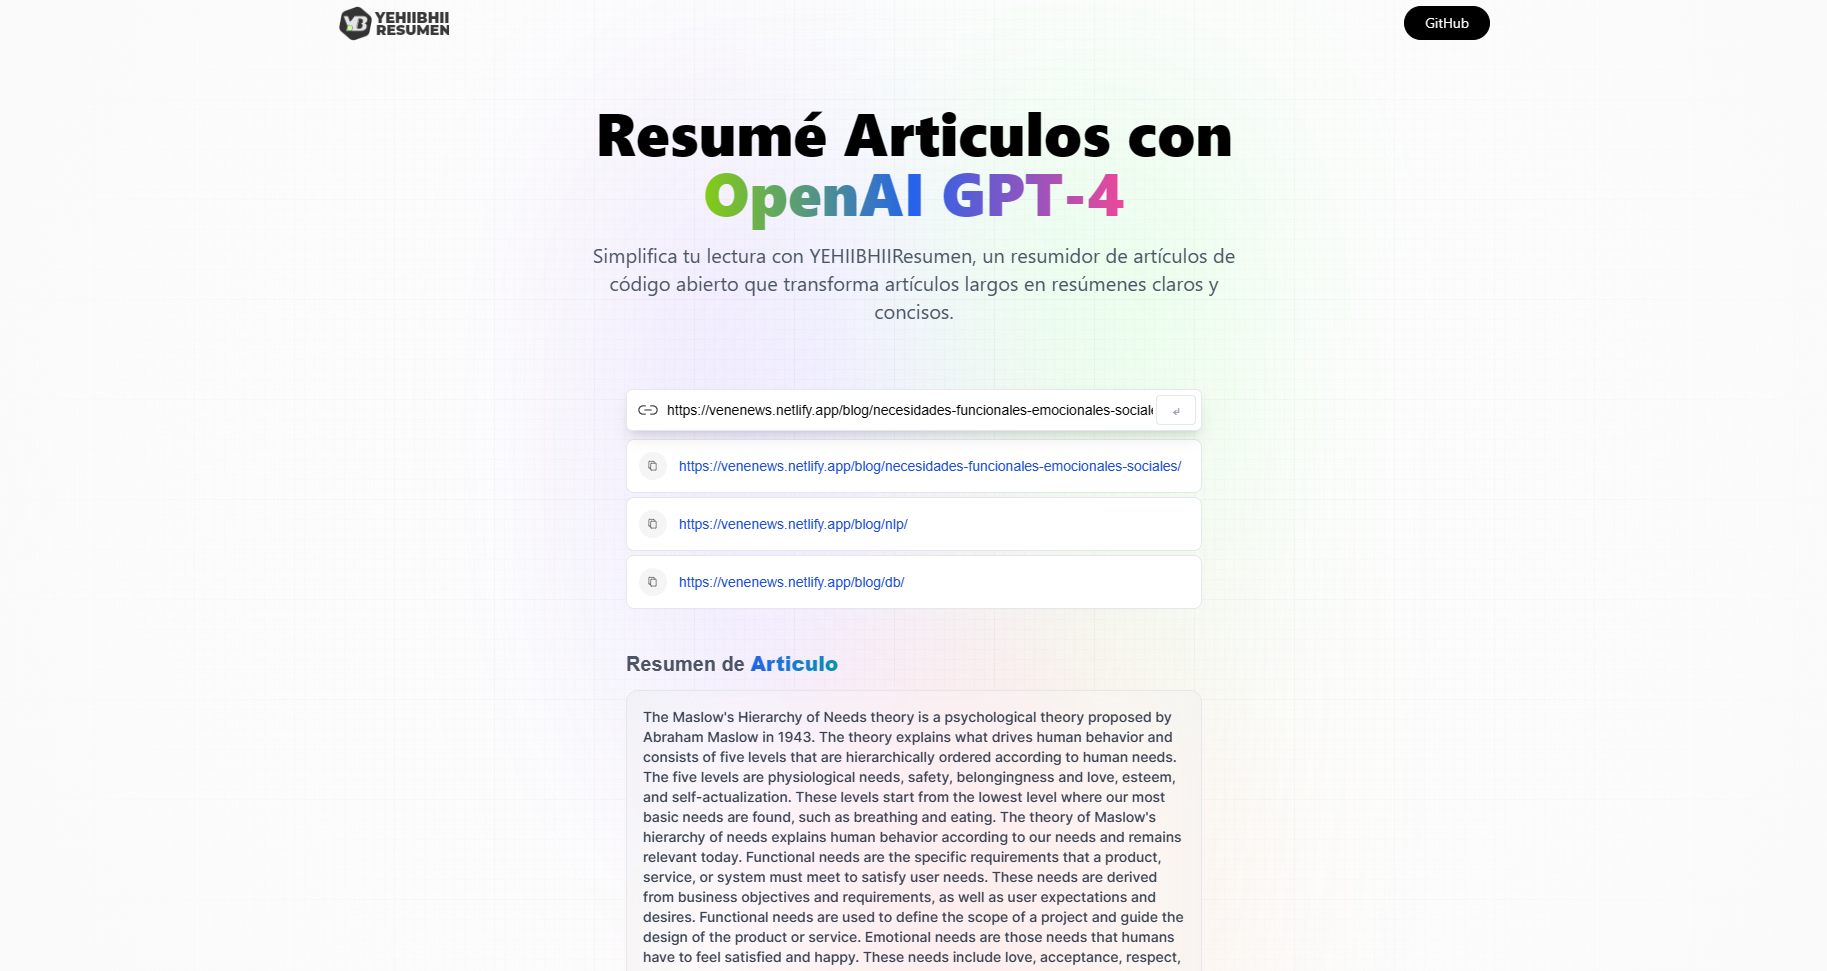 YEHIIBHII
RESUMEN
GitHub
Resumé Articulos con
OpenAI GPT-4
Simplifica tu lectura con YEHIIBHIIResumen, un resumidor de artículos de
código abierto que transforma artículos largos en resúmenes claros y
concisos.
https://venenews.netlify.app/blog/necesidades-funcionales-emocionales-sociale
https://venenews.netlify.app/blog/necesidades-funcionales-emocionales-sociales/
https://venenews.netlify.app/blog/nlp/
https://venenews.netlify.app/blog/db/
Resumen de Articulo
The Maslow's Hierarchy of Needs theory is a psychological theory proposed by
Abraham Maslow in 1943. The theory explains what drives human behavior and
consists of five levels that are hierarchically ordered according to human needs.
The five levels are physiological needs, safety, belongingness and love, esteem,
and self-actualization. These levels start from the lowest level where our most
basic needs are found, such as breathing and eating. The theory of Maslow's
hierarchy of needs explains human behavior according to our needs and remains
relevant today. Functional needs are the specific requirements that a product,
service, or system must meet to satisfy user needs. These needs are derived
from business objectives and requirements, as well as user expectations and
desires. Functional needs are used to define the scope of a project and guide the
design of the product or service. Emotional needs are those needs that humans
have to feel satisfied and happy. These needs include love, acceptance, respect,